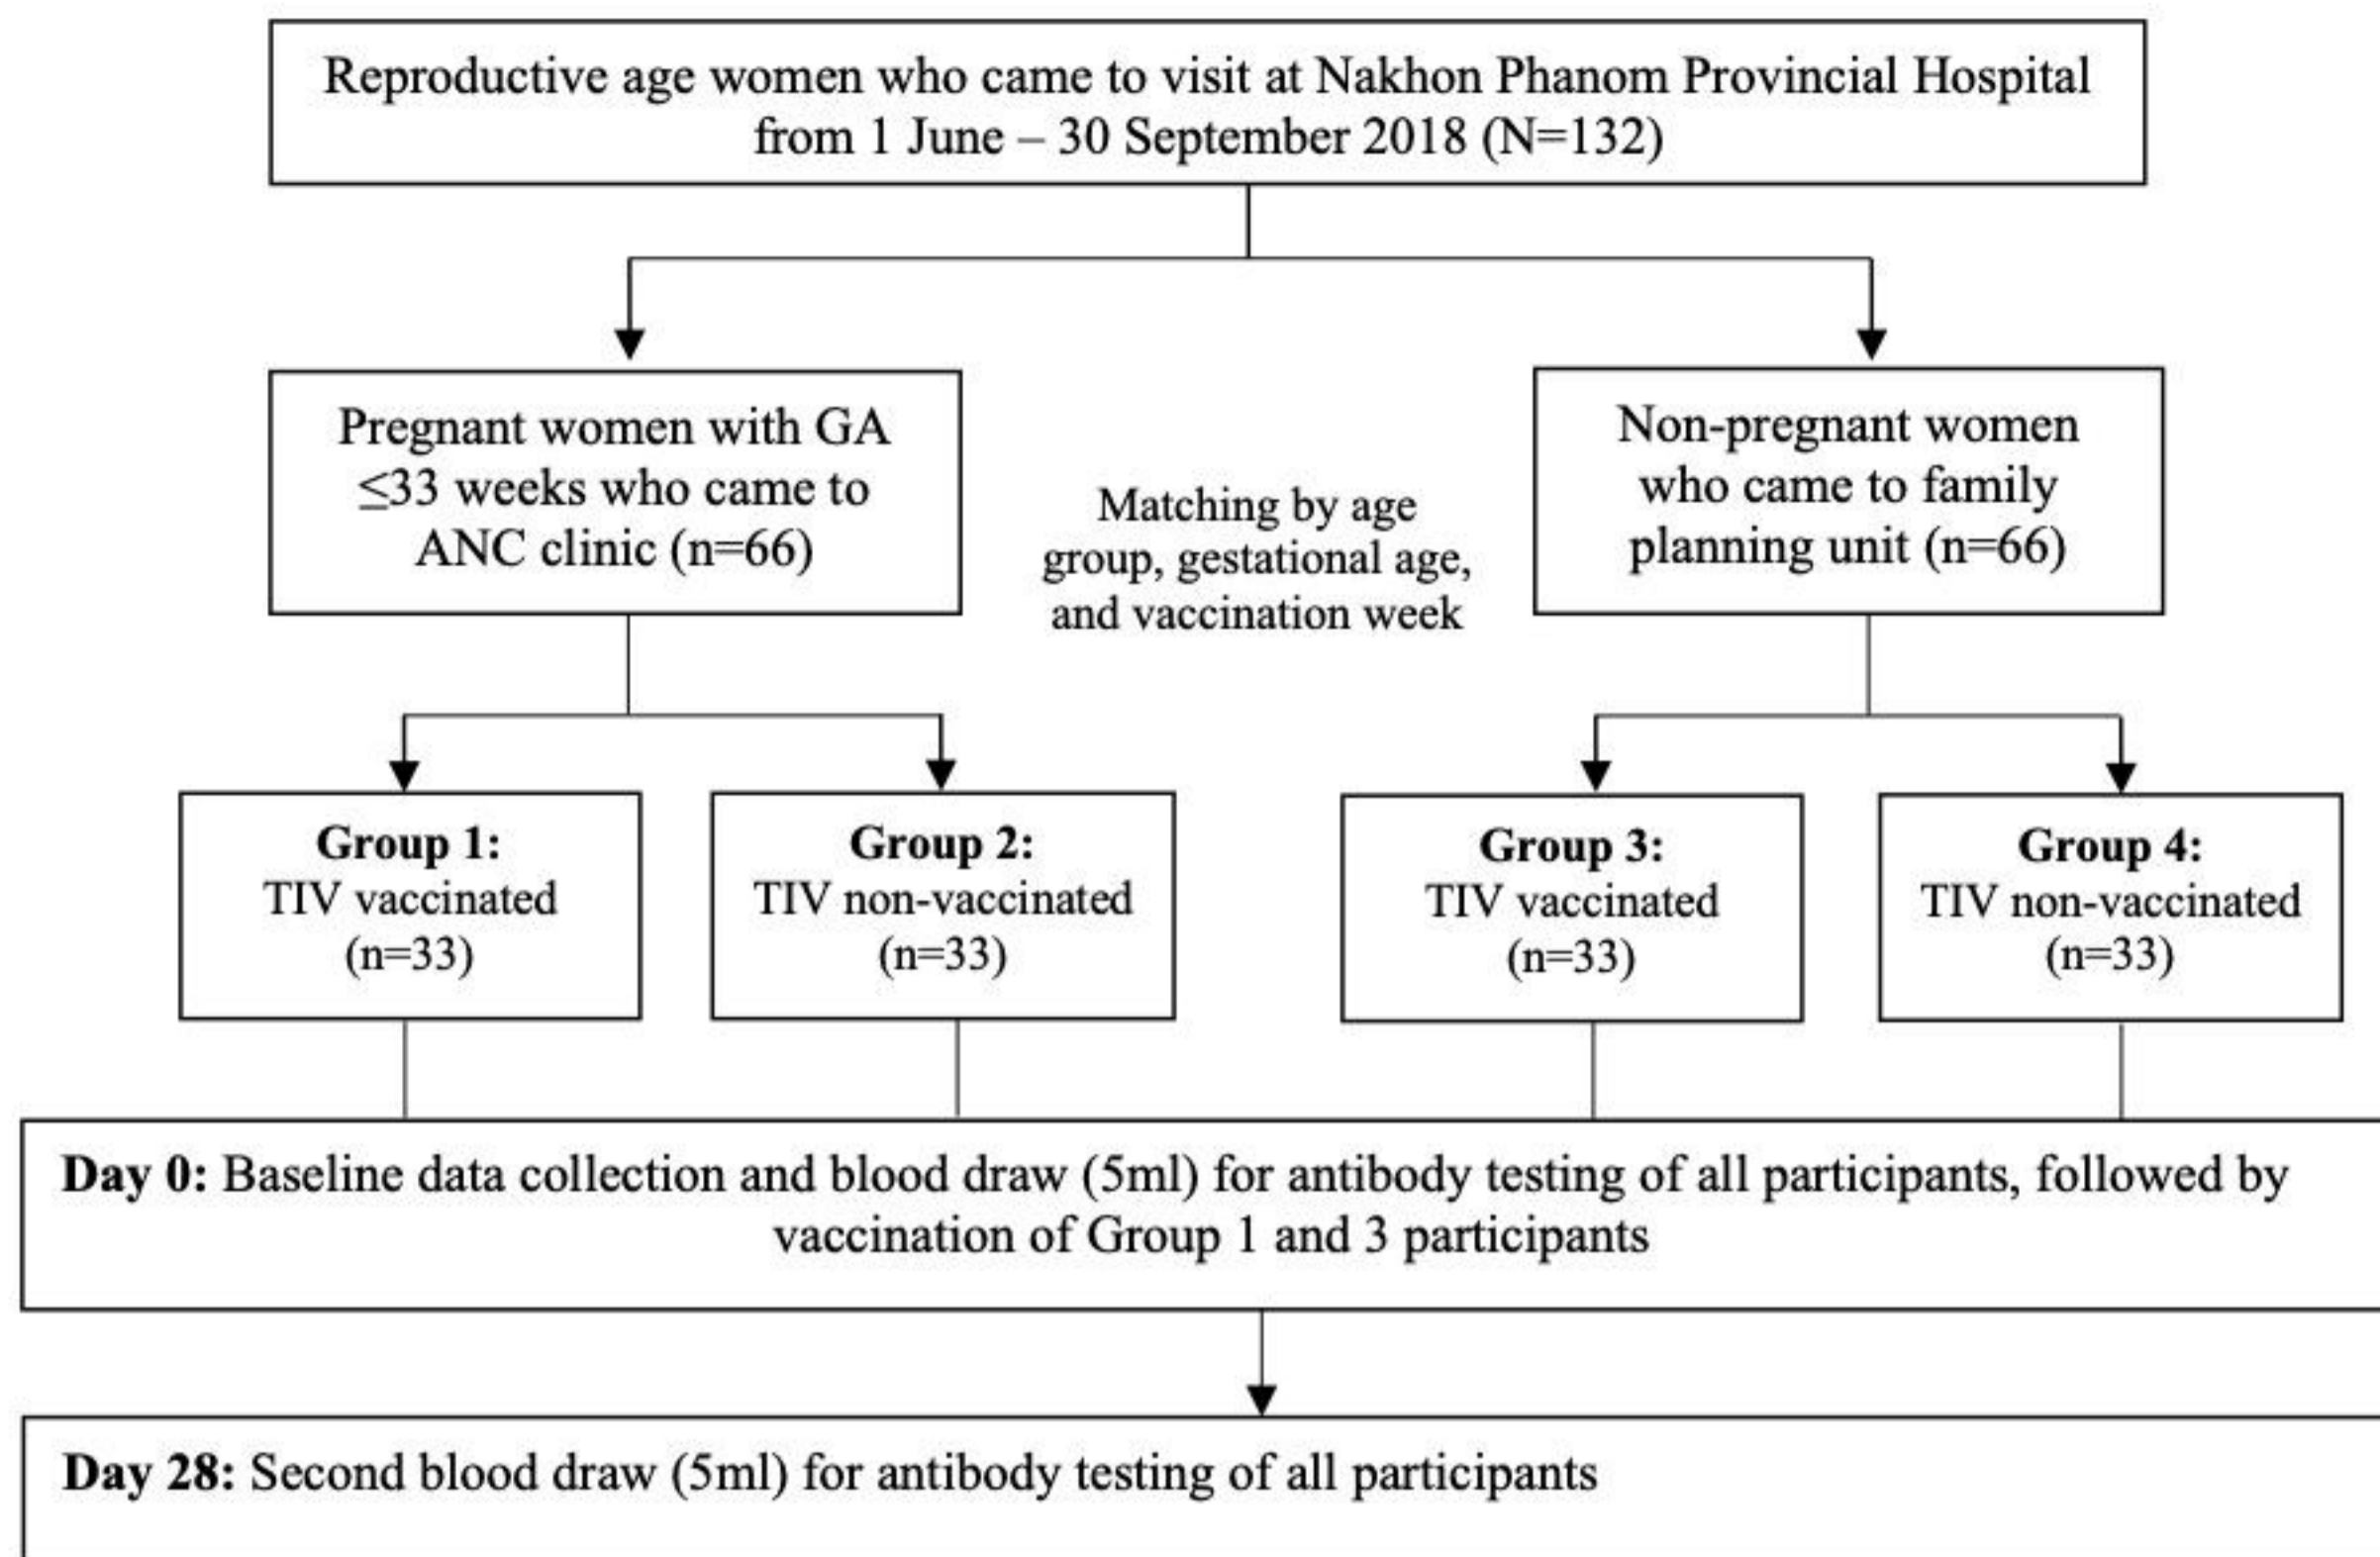 Reproductive age women who came to visit at Nakhon Phanom Provincial Hospital
from 1 June – 30 September 2018 (N=132)
Pregnant women with GA
≤33 weeks who came to
ANC clinic (n=66)
Matching by age
group, gestational age,
and vaccination week
Non-pregnant women
who came to family
planning unit (n=66)
Group 1:
TIV vaccinated
(n=33)
Group 2:
TIV non-vaccinated
(n=33)
Group 3:
TIV vaccinated
(n=33)
Group 4:
TIV non-vaccinated
(n=33)
Day 0: Baseline data collection and blood draw (5ml) for antibody testing of all participants, followed by
vaccination of Group 1 and 3 participants
Day 28: Second blood draw (5ml) for antibody testing of all participants